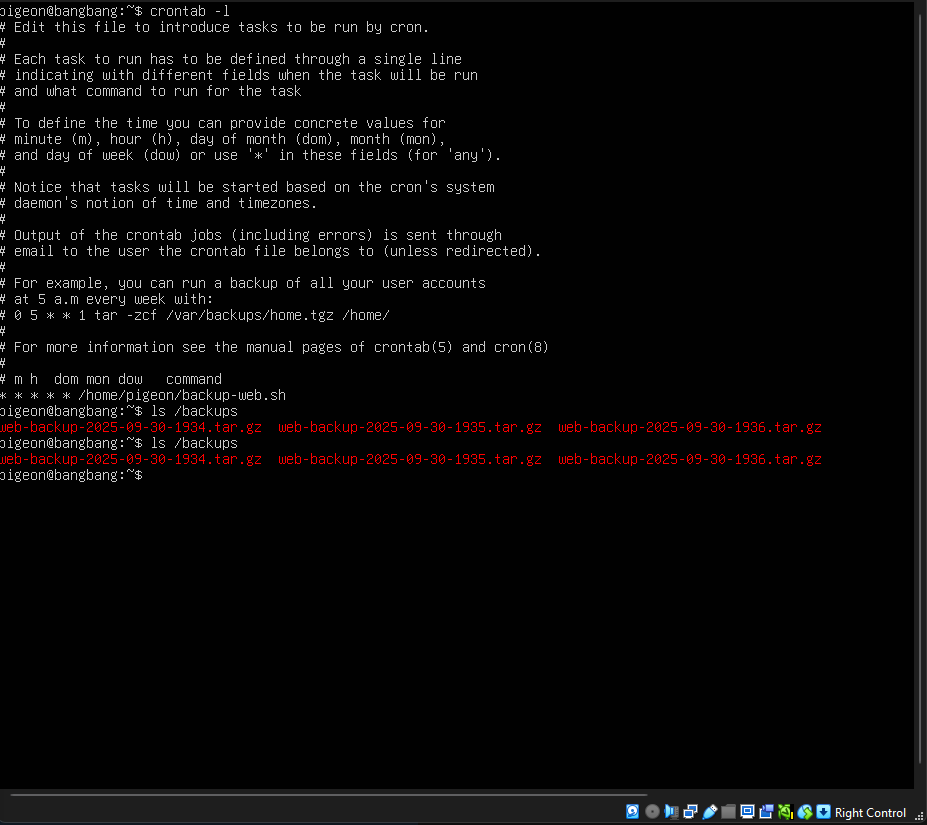 pigeon@bangbang:~$ crontab -l
# Edit this file to introduce tasks to be run by cron.
#
# Each task to run has to be defined through a single line
# indicating with different fields when the task will be run
# and what command to run for the task
#
# To define the time you can provide concrete values for
# minute (m), hour (h), day of month (dom), month (mon),
# and day of week (dow) or use '*' in these fields (for 'any').
#
# Notice that tasks will be started based on the cron's system
# daemon's notion of time and timezones.
#
# Output of the crontab jobs (including errors) is sent through
# email to the user the crontab file belongs to (unless redirected).
#
# For example, you can run a backup of all your user accounts
# at 5 a.m every week with:
# 0 5 * * 1 tar -zcf /var/backups/home.tgz /home/
#
# For more information see the manual pages of crontab(5) and cron(8)
#
# m h  dom mon dow   command
* * * * * /home/pigeon/backup-web.sh
pigeon@bangbang:~$ ls /backups
web-backup-2025-09-30-1934.tar.gz  web-backup-2025-09-30-1935.tar.gz  web-backup-2025-09-30-1936.tar.gz
pigeon@bangbang:~$ ls /backups
web-backup-2025-09-30-1934.tar.gz  web-backup-2025-09-30-1935.tar.gz  web-backup-2025-09-30-1936.tar.gz
pigeon@bangbang:~$
Right Control